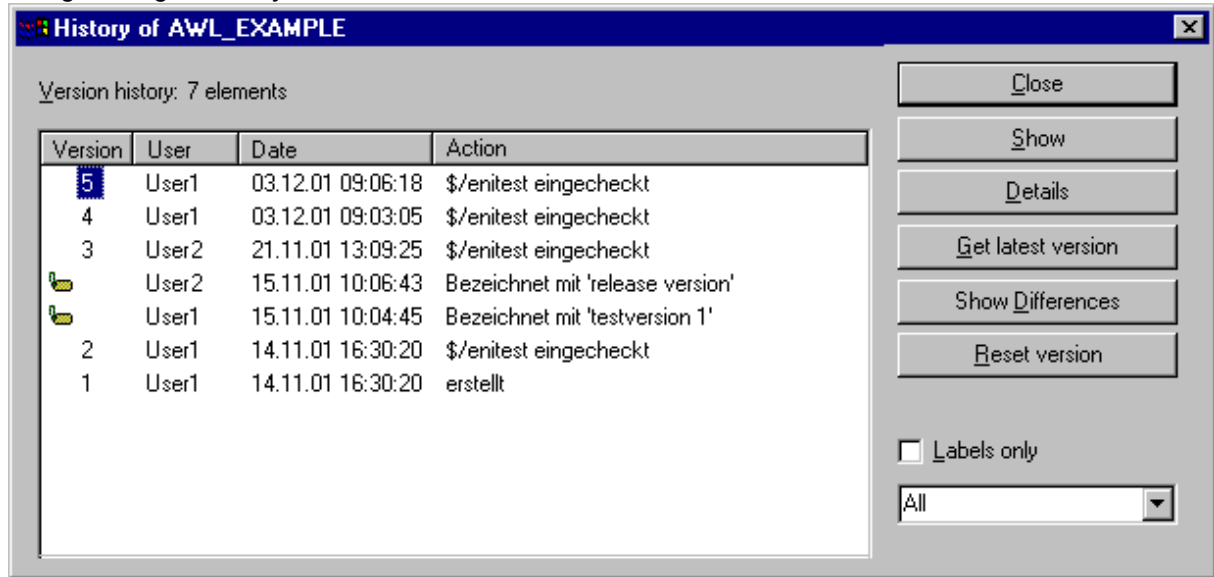 History of AWL_EXAMPLE
Version history: 7 elements
Version User Date Action
5 User1 03.12.01 09:06:18 $/enitest eingecheckt
4 User1 03.12.01 09:03:05 $/enitest eingecheckt
3 User2 21.11.01 13:09:25 $/enitest eingecheckt
User2 15.11.01 10:06:43 Bezeichnet mit 'release version'
User1 15.11.01 10:04:45 Bezeichnet mit 'testversion 1'
2 User1 14.11.01 16:30:20 $/enitest eingecheckt
1 User1 14.11.01 16:30:20 erstellt
Close
Show
Details
Get latest version
Show Differences
Reset version
Labels only
All